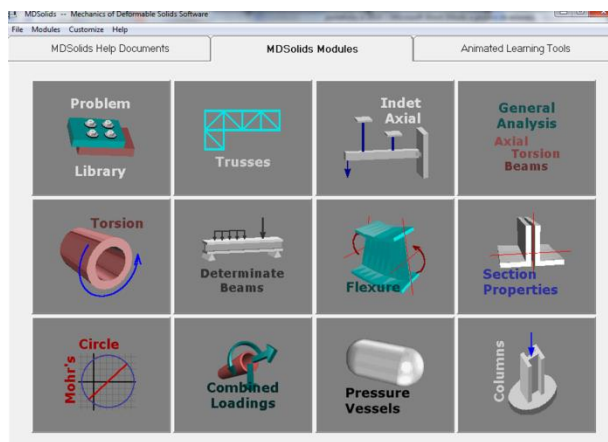 MDSolids -- Mechanics of Deformable Solids Software
File Modules Customize Help
MDSolids Help Documents
MDSolids Modules
Animated Learning Tools
Problem
Library
Trusses
Indet
Axial
General
Analysis
Axial
Torsion
Beams
Torsion
Determinate
Beams
Flexure
Section
Properties
Mohr's
Circle
Combined
Loadings
Pressure
Vessels
Columns